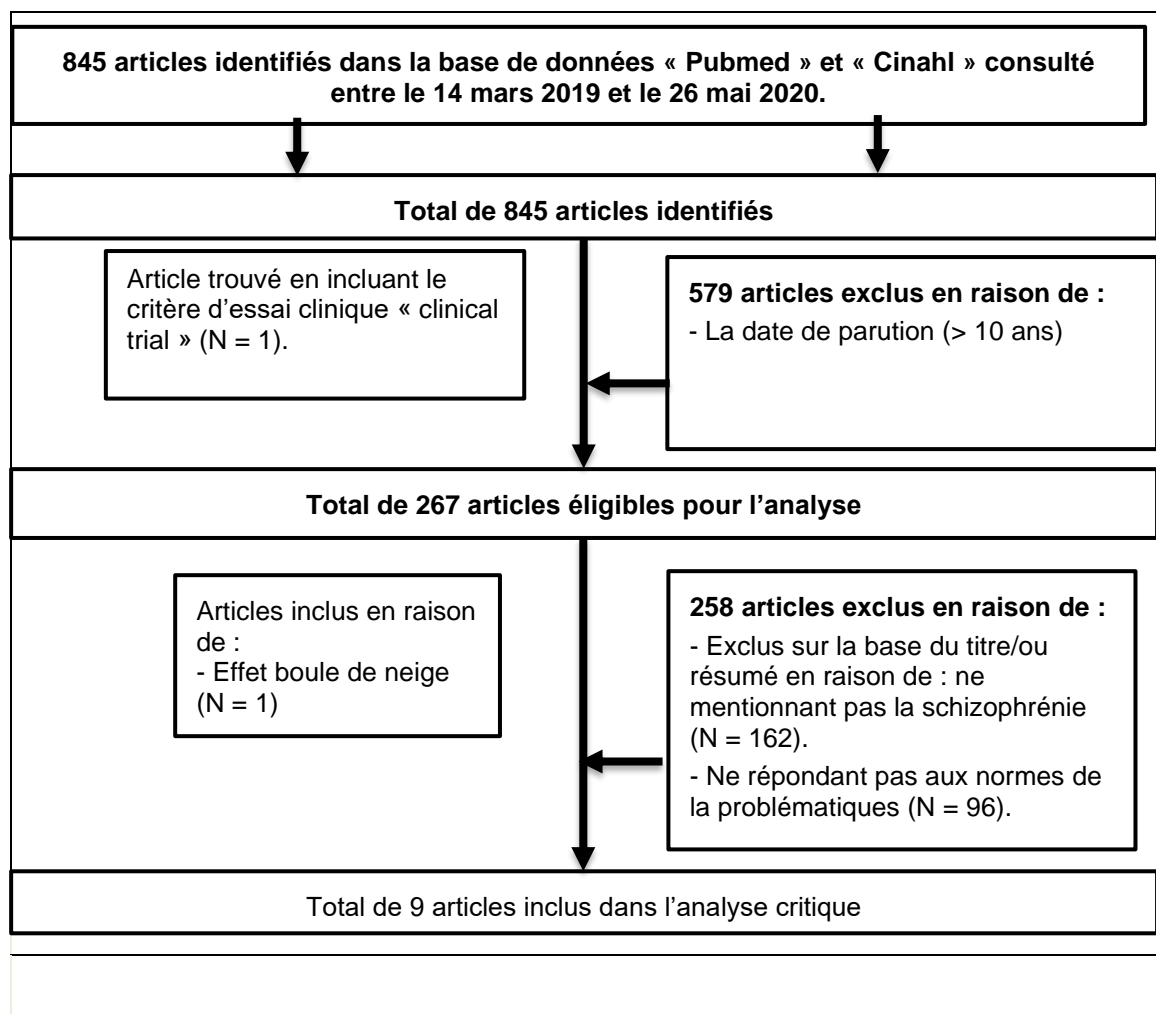 845 articles identifiés dans la base de données « Pubmed » et « Cinahl » consulté
entre le 14 mars 2019 et le 26 mai 2020.
Total de 845 articles identifiés
Article trouvé en incluant le
critère d'essai clinique « clinical
trial » (N = 1).
579 articles exclus en raison de :
- La date de parution (> 10 ans)
Total de 267 articles éligibles pour l'analyse
Articles inclus en raison
de :
- Effet boule de neige
(N = 1)
258 articles exclus en raison de :
- Exclus sur la base du titre/ou
résumé en raison de : ne
mentionnant pas la schizophrénie
(N = 162).
- Ne répondant pas aux normes de
la problématiques (N = 96).
Total de 9 articles inclus dans l'analyse critique